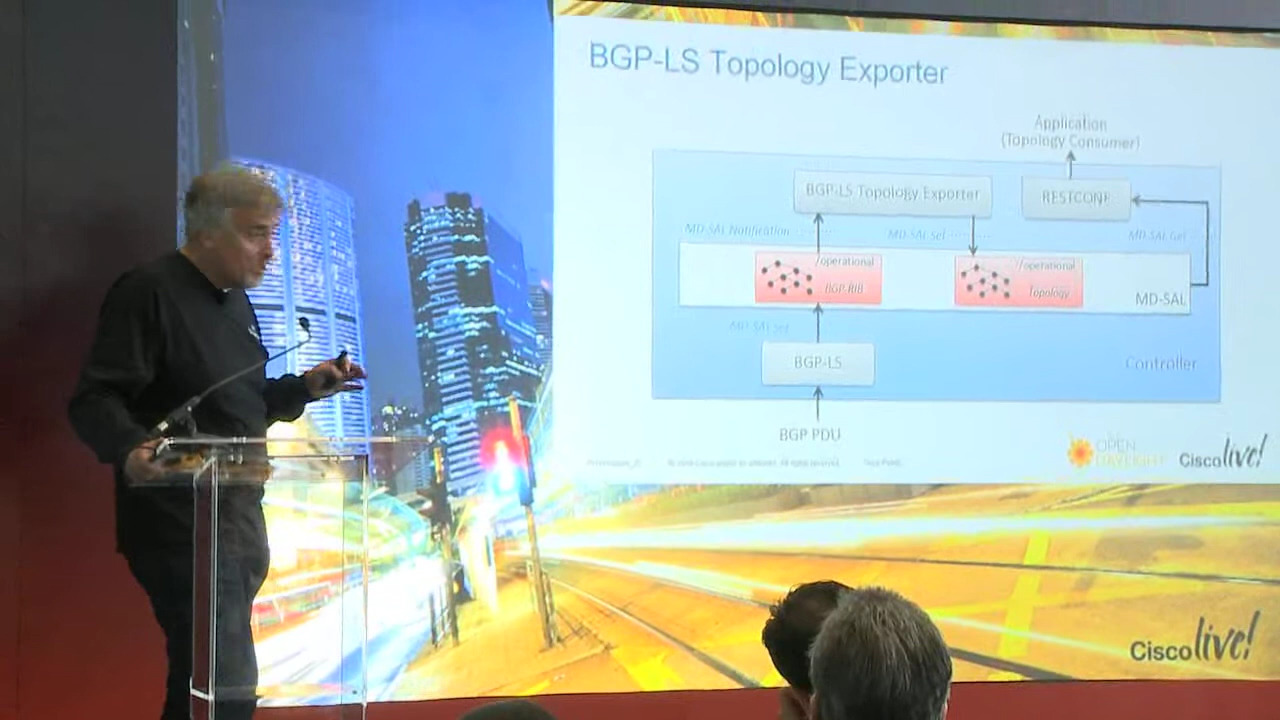 BGP-LS Topology Exporter
Application
(Topology Consumer)
BGP-LS Topology Exporter
RESTCONF
MD-SAL Notification
MD-SAL Set
MD-SAL Get
/operational
BGP-RIB
/operational
Topology
MD-SAL
MD-SAL Set
BGP-LS
Controller
BGP PDU
OPEN
DAYLIGHT
Cisco live!
Cisco live!